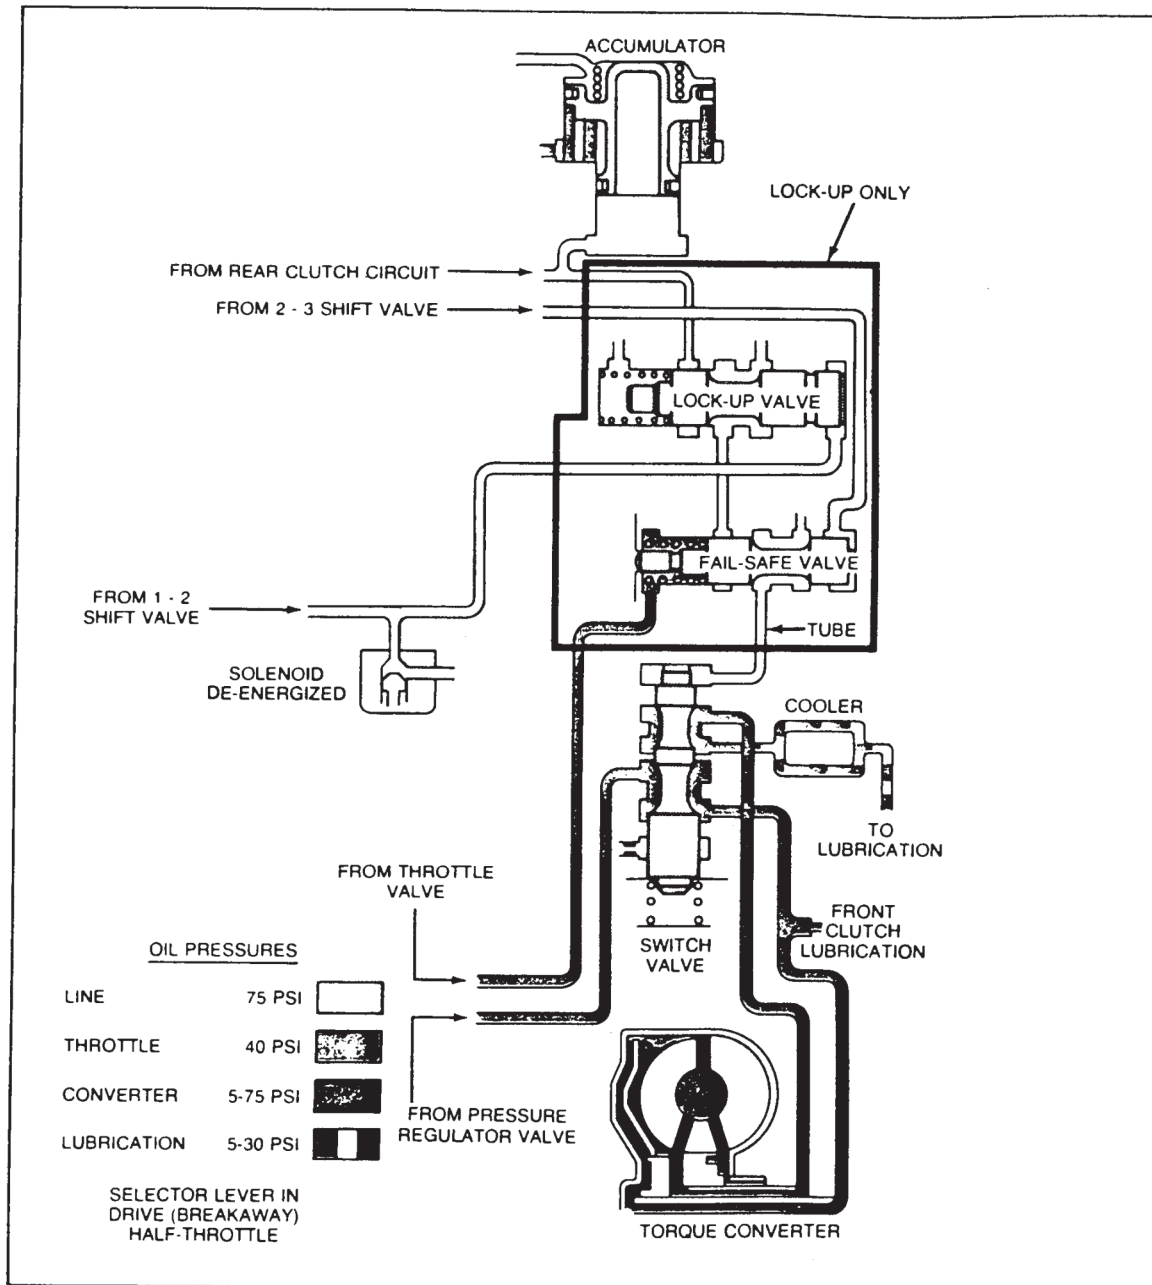 ACCUMULATOR
LOCK-UP ONLY
FROM REAR CLUTCH CIRCUIT
FROM 2 - 3 SHIFT VALVE
LOCK-UP VALVE
FAIL-SAFE VALVE
FROM 1 - 2
SHIFT VALVE
TUBE
SOLENOID
DE-ENERGIZED
COOLER
TO
LUBRICATION
FROM THROTTLE
VALVE
FRONT
CLUTCH
LUBRICATION
SWITCH
VALVE
OIL PRESSURES
LINE 75 PSI
THROTTLE 40 PSI
CONVERTER 5-75 PSI
LUBRICATION 5-30 PSI
FROM PRESSURE
REGULATOR VALVE
SELECTOR LEVER IN
DRIVE (BREAKAWAY)
HALF-THROTTLE
TORQUE CONVERTER